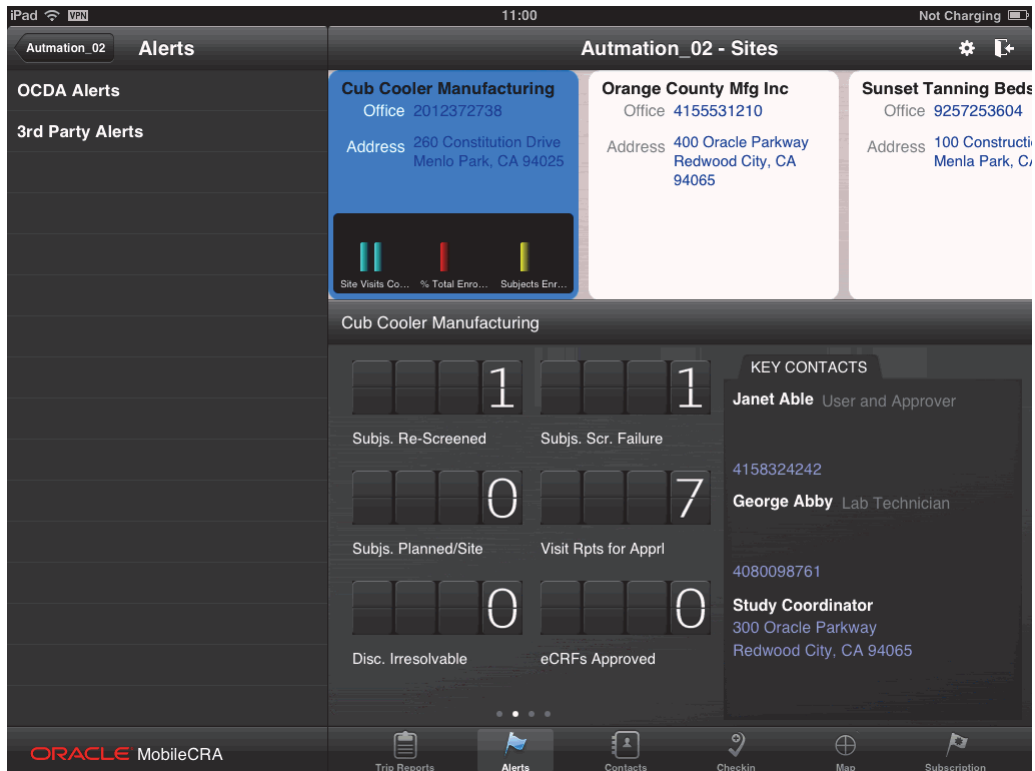 iPad VPN 11:00 Not Charging
Autmation_02 Alerts Autmation_02 - Sites
OCDA Alerts
3rd Party Alerts
Cub Cooler Manufacturing
Office 2012372738
Address 260 Constitution Drive
Menlo Park, CA 94025
Site Visits Co... % Total Enro... Subjects Enr...
Orange County Mfg Inc
Office 4155531210
Address 400 Oracle Parkway
Redwood City, CA
94065
Sunset Tanning Beds
Office 9257253604
Address 100 Constructi
Menla Park, CA
Cub Cooler Manufacturing
1 1
Subjs. Re-Screened Subjs. Scr. Failure
0 7
Subjs. Planned/Site Visit Rpts for Apprl
0 0
Disc. Irresolvable eCRFs Approved
KEY CONTACTS
Janet Able User and Approver
4158324242
George Abby Lab Technician
4080098761
Study Coordinator
300 Oracle Parkway
Redwood City, CA 94065
ORACLE MobileCRA
Trip Reports Alerts Contacts Checkin Map Subscription